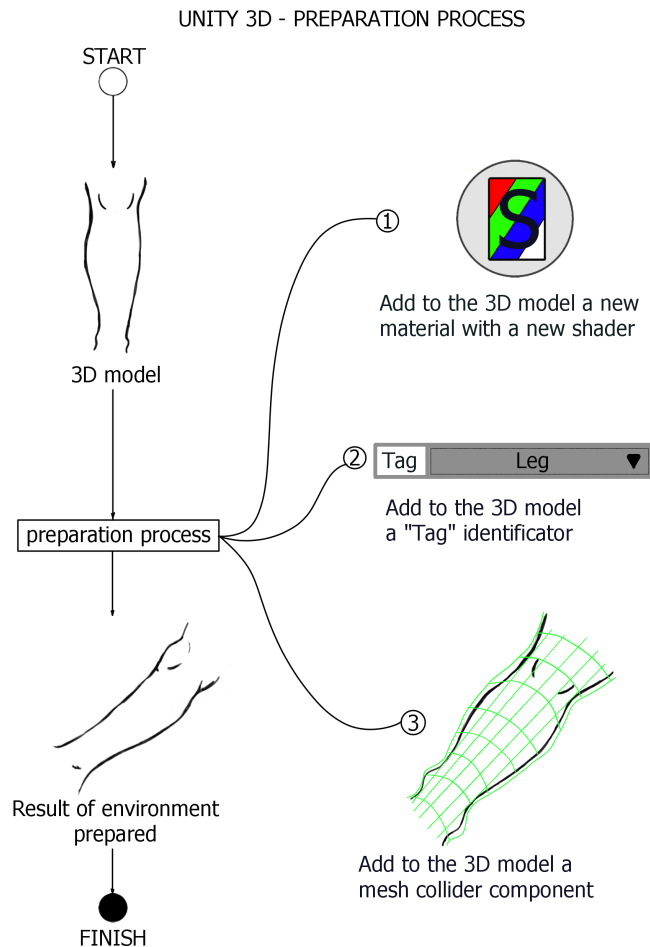 UNITY 3D - PREPARATION PROCESS
START
1
S
Add to the 3D model a new
material with a new shader
3D model
2
Tag
Leg
Add to the 3D model
a "Tag" identificator
preparation process
3
Result of environment
prepared
Add to the 3D model a
mesh collider component
FINISH